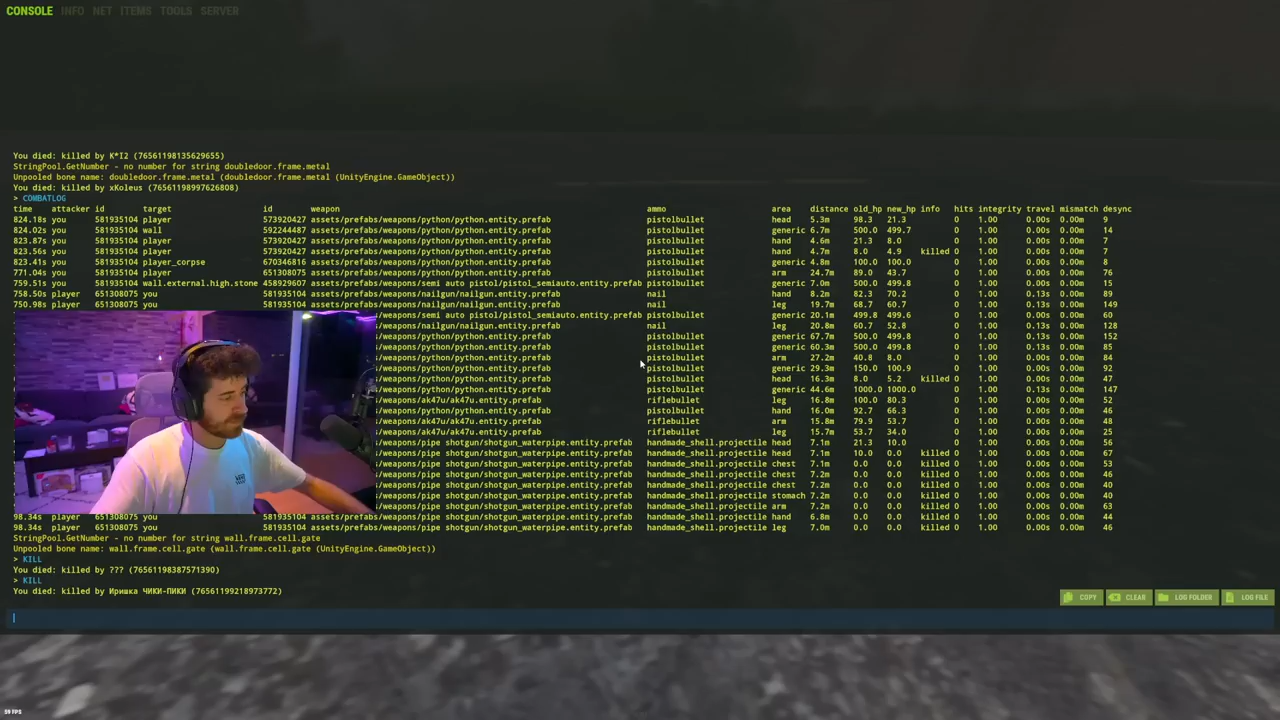 CONSOLE INFO NET ITEMS TOOLS SERVER
You died: killed by K*I2 (76561198135629655)
StringPool.GetNumber - no number for string doubledoor.frame.metal
Unpooled bone name: doubledoor.frame.metal (doubledoor.frame.metal (UnityEngine.GameObject))
You died: killed by xKoleus (76561198997626808)
> COMBATLOG
time attacker id target id weapon ammo area distance old_hp new_hp info hits integrity travel mismatch desync
824.18s you 581935104 player 573920427 assets/prefabs/weapons/python/python.entity.prefab pistolbullet head 5.3m 98.3 21.3 0 1.00 0.00s 0.00m 9
824.02s you 581935104 wall 592244487 assets/prefabs/weapons/python/python.entity.prefab pistolbullet generic 6.7m 500.0 499.7 0 1.00 0.00s 0.00m 14
823.87s you 581935104 player 573920427 assets/prefabs/weapons/python/python.entity.prefab pistolbullet hand 4.6m 21.3 8.0 0 1.00 0.00s 0.00m 7
823.56s you 581935104 player 573920427 assets/prefabs/weapons/python/python.entity.prefab pistolbullet hand 4.7m 8.0 4.9 killed 0 1.00 0.00s 0.00m 7
823.41s you 581935104 player_corpse 670346816 assets/prefabs/weapons/python/python.entity.prefab pistolbullet generic 4.8m 100.0 100.0 0 1.00 0.00s 0.00m 8
771.04s you 581935104 player 651308075 assets/prefabs/weapons/python/python.entity.prefab pistolbullet arm 24.7m 89.0 43.7 0 1.00 0.00s 0.00m 76
759.51s you 581935104 wall.external.high.stone 458929607 assets/prefabs/weapons/semi auto pistol/pistol_semiauto.entity.prefab pistolbullet generic 7.0m 500.0 499.8 0 1.00 0.00s 0.00m 15
758.50s player 651308075 you 581935104 assets/prefabs/weapons/nailgun/nailgun.entity.prefab nail hand 8.2m 82.3 70.2 0 1.00 0.13s 0.00m 89
750.98s player 651308075 you 581935104 assets/prefabs/weapons/nailgun/nailgun.entity.prefab nail leg 19.7m 68.7 60.7 0 1.00 0.13s 0.00m 149
s/weapons/semi auto pistol/pistol_semiauto.entity.prefab pistolbullet generic 20.1m 499.8 499.6 0 1.00 0.00s 0.00m 60
s/weapons/nailgun/nailgun.entity.prefab nail leg 20.8m 60.7 52.8 0 1.00 0.13s 0.00m 128
s/weapons/python/python.entity.prefab pistolbullet generic 67.7m 500.0 499.8 0 1.00 0.13s 0.00m 152
s/weapons/python/python.entity.prefab pistolbullet generic 60.3m 500.0 499.8 0 1.00 0.13s 0.00m 85
s/weapons/python/python.entity.prefab pistolbullet arm 27.2m 40.8 8.0 0 1.00 0.00s 0.00m 84
s/weapons/python/python.entity.prefab pistolbullet generic 29.3m 150.0 100.9 0 1.00 0.00s 0.00m 92
s/weapons/python/python.entity.prefab pistolbullet head 16.3m 8.0 5.2 killed 0 1.00 0.00s 0.00m 47
s/weapons/python/python.entity.prefab pistolbullet generic 44.6m 1000.0 1000.0 0 1.00 0.13s 0.00m 147
s/weapons/ak47u/ak47u.entity.prefab riflebullet leg 16.8m 100.0 80.3 0 1.00 0.00s 0.00m 52
s/weapons/python/python.entity.prefab pistolbullet hand 16.0m 92.7 66.3 0 1.00 0.00s 0.00m 46
s/weapons/ak47u/ak47u.entity.prefab riflebullet arm 15.8m 79.9 53.7 0 1.00 0.00s 0.00m 48
s/weapons/ak47u/ak47u.entity.prefab riflebullet leg 15.7m 53.7 34.0 0 1.00 0.00s 0.00m 25
s/weapons/pipe shotgun/shotgun_waterpipe.entity.prefab handmade_shell.projectile head 7.1m 21.3 10.0 0 1.00 0.00s 0.00m 56
s/weapons/pipe shotgun/shotgun_waterpipe.entity.prefab handmade_shell.projectile head 7.1m 10.0 0.0 killed 0 1.00 0.00s 0.00m 67
s/weapons/pipe shotgun/shotgun_waterpipe.entity.prefab handmade_shell.projectile chest 7.1m 0.0 0.0 killed 0 1.00 0.00s 0.00m 53
s/weapons/pipe shotgun/shotgun_waterpipe.entity.prefab handmade_shell.projectile chest 7.2m 0.0 0.0 killed 0 1.00 0.00s 0.00m 46
s/weapons/pipe shotgun/shotgun_waterpipe.entity.prefab handmade_shell.projectile chest 7.2m 0.0 0.0 killed 0 1.00 0.00s 0.00m 40
s/weapons/pipe shotgun/shotgun_waterpipe.entity.prefab handmade_shell.projectile stomach 7.2m 0.0 0.0 killed 0 1.00 0.00s 0.00m 40
s/weapons/pipe shotgun/shotgun_waterpipe.entity.prefab handmade_shell.projectile arm 7.2m 0.0 0.0 killed 0 1.00 0.00s 0.00m 63
98.34s player 651308075 you 581935104 assets/prefabs/weapons/pipe shotgun/shotgun_waterpipe.entity.prefab handmade_shell.projectile hand 6.8m 0.0 0.0 killed 0 1.00 0.00s 0.00m 44
98.34s player 651308075 you 581935104 assets/prefabs/weapons/pipe shotgun/shotgun_waterpipe.entity.prefab handmade_shell.projectile leg 7.0m 0.0 0.0 killed 0 1.00 0.00s 0.00m 46
StringPool.GetNumber - no number for string wall.frame.cell.gate
Unpooled bone name: wall.frame.cell.gate (wall.frame.cell.gate (UnityEngine.GameObject))
> KILL
You died: killed by ??? (76561198387571390)
> KILL
You died: killed by Иришка ЧИКИ-ПИКИ (76561199218973772)
COPY CLEAR LOG FOLDER LOG FILE
59 FPS